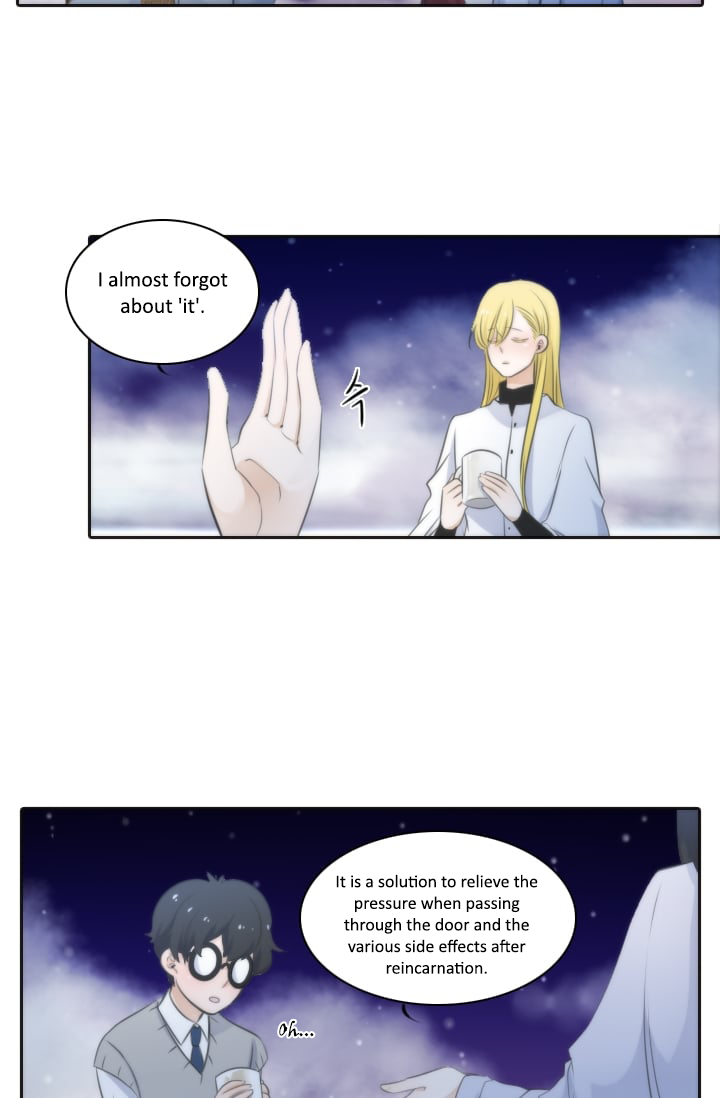 I almost forgot
about 'it'.
수
It is a solution to relieve the
pressure when passing
through the door and the
various side effects after
reincarnation.
Oh...